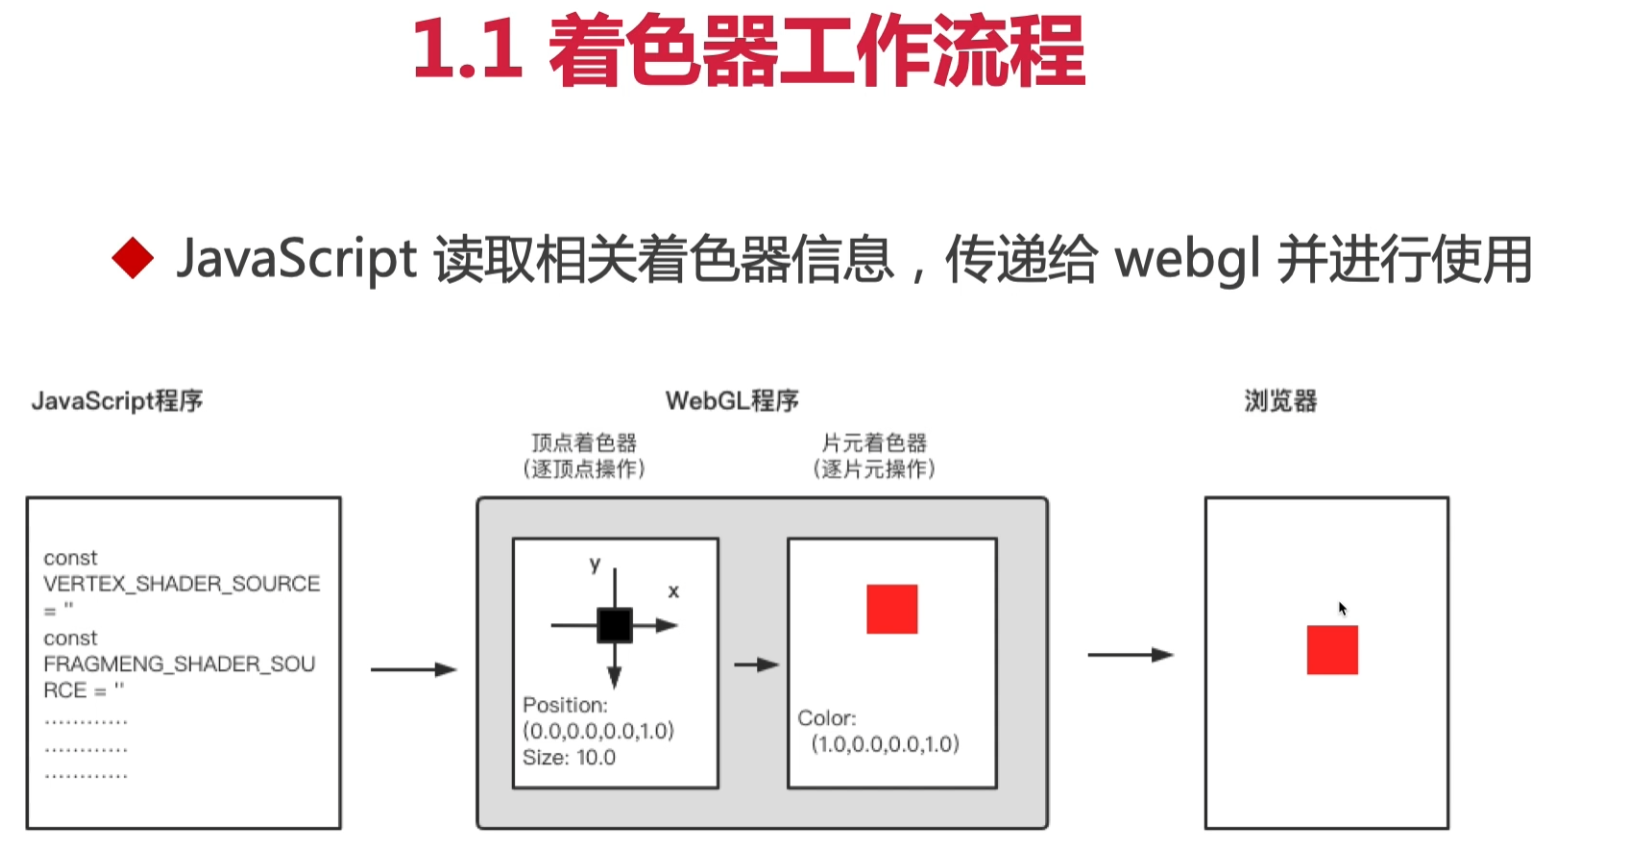 1.1 着色器工作流程
JavaScript 读取相关着色器信息，传递给 webgl 并进行使用
JavaScript程序
WebGL程序
浏览器
顶点着色器
（逐顶点操作）
片元着色器
（逐片元操作）
const
VERTEX_SHADER_SOURCE
= ''
const
FRAGMENG_SHADER_SOU
RCE = ''
............
............
............
y
x
Position:
(0.0,0.0,0.0,1.0)
Size: 10.0
Color:
(1.0,0.0,0.0,1.0)